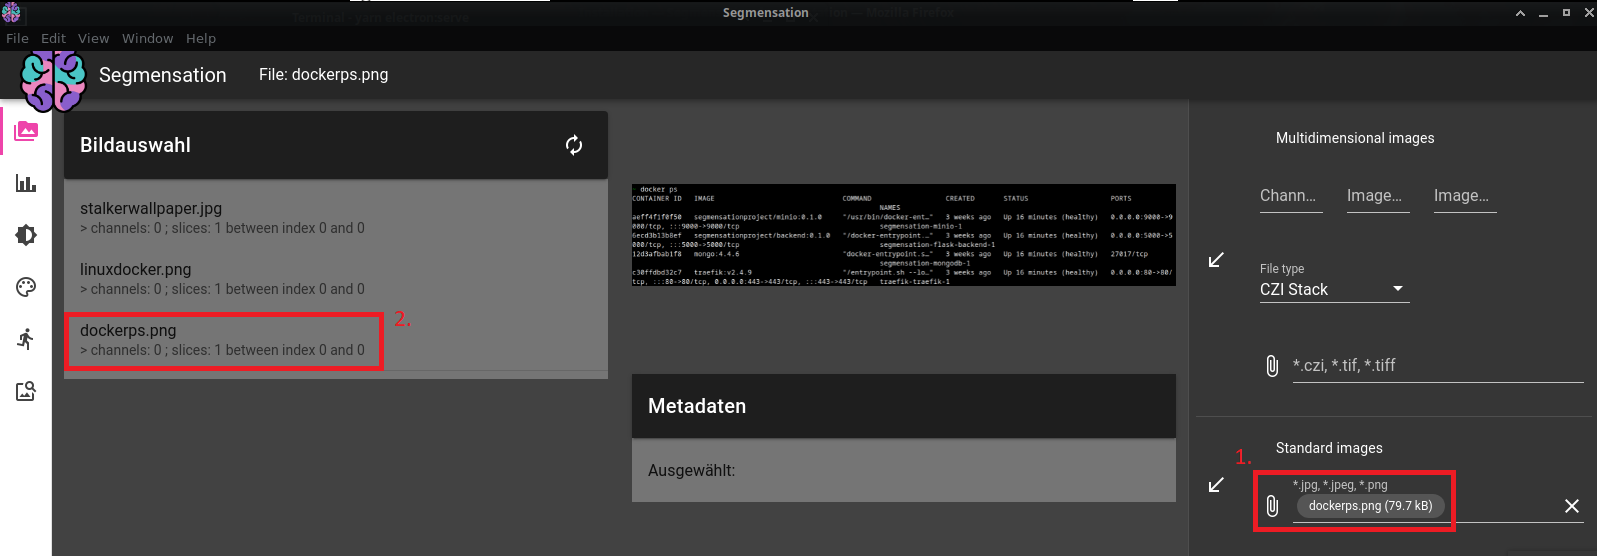 Segmensation
File Edit View Window Help
Segmensation File: dockerps.png
Bildauswahl
stalkerwallpaper.jpg
> channels: 0 ; slices: 1 between index 0 and 0
linuxdocker.png
> channels: 0 ; slices: 1 between index 0 and 0
dockerps.png
> channels: 0 ; slices: 1 between index 0 and 0
2.
docker ps
CONTAINER ID IMAGE COMMAND CREATED STATUS PORTS
NAMES
aeff4f1f0f50 segmensationproject/minio:0.1.0 "/usr/bin/docker-ent…" 3 weeks ago Up 16 minutes (healthy) 0.0.0.0:9000->9
000/tcp, :::9000->9000/tcp segmensation-minio-1
6ecd3b13b8ef segmensationproject/backend:0.1.0 "/docker-entrypoint.…" 3 weeks ago Up 16 minutes (healthy) 0.0.0.0:5000->5
000/tcp, :::5000->5000/tcp segmensation-flask-backend-1
12d3afbab1f8 mongo:4.4.6 "docker-entrypoint.s…" 3 weeks ago Up 16 minutes (healthy) 27017/tcp
segmensation-mongodb-1
c30ffdbd32c7 traefik:v2.4.9 "/entrypoint.sh --lo…" 3 weeks ago Up 16 minutes (healthy) 0.0.0.0:80->80/
tcp, :::80->80/tcp, 0.0.0.0:443->443/tcp, :::443->443/tcp traefik-traefik-1
Metadaten
Ausgewählt:
Multidimensional images
Chann… Image… Image…
File type
CZI Stack
*.czi, *.tif, *.tiff
Standard images
1.
*.jpg, *.jpeg, *.png
dockerps.png (79.7 kB)